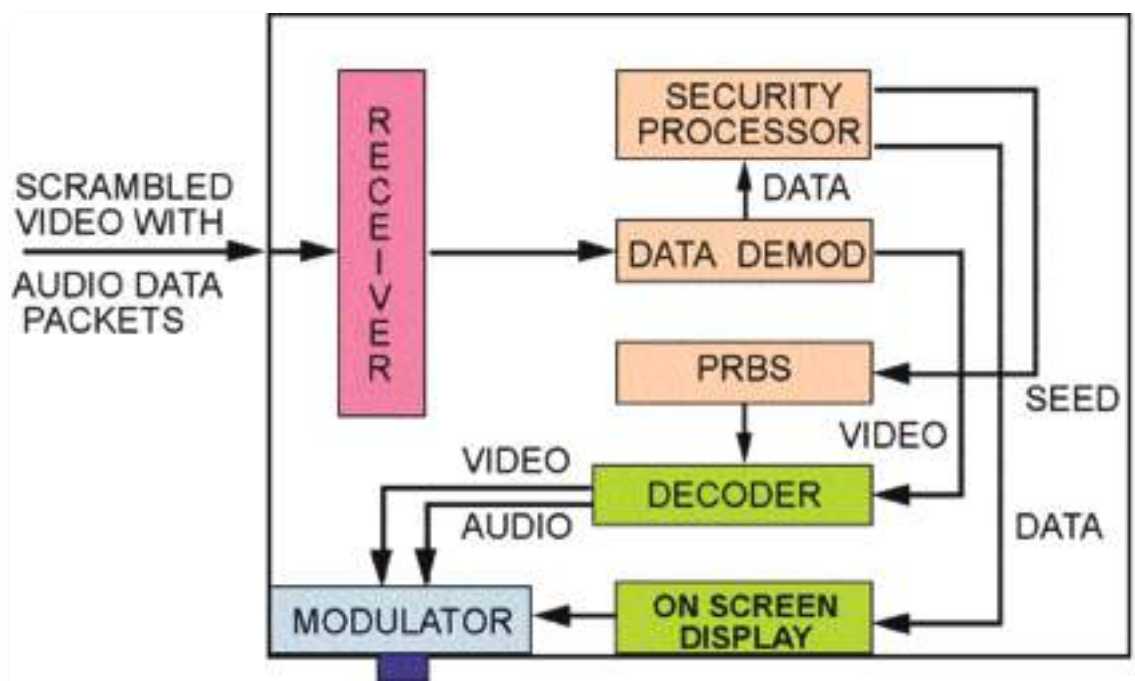 SCRAMBLED
VIDEO WITH
AUDIO DATA
PACKETS
RECEIVER
SECURITY
PROCESSOR
DATA
DATA DEMOD
PRBS
SEED
VIDEO
VIDEO
DECODER
AUDIO
DATA
MODULATOR
ON SCREEN
DISPLAY